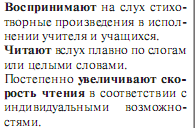 Воспринимают на слух стихо-
творные произведения в испол-
нении учителя и учащихся.
Читают вслух плавно по слогам
или целыми словами.
Постепенно увеличивают ско-
рость чтения в соответствии с
индивидуальными возможно-
стями.